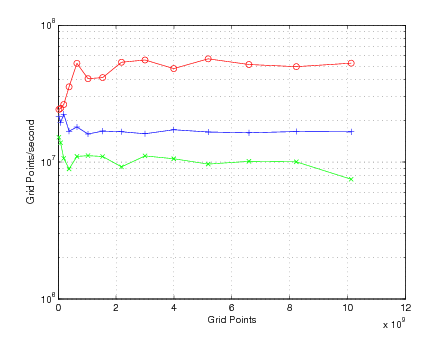 10^8
10^7
10^6
Grid Points/second
0 2 4 6 8 10 12
Grid Points
x 10^9